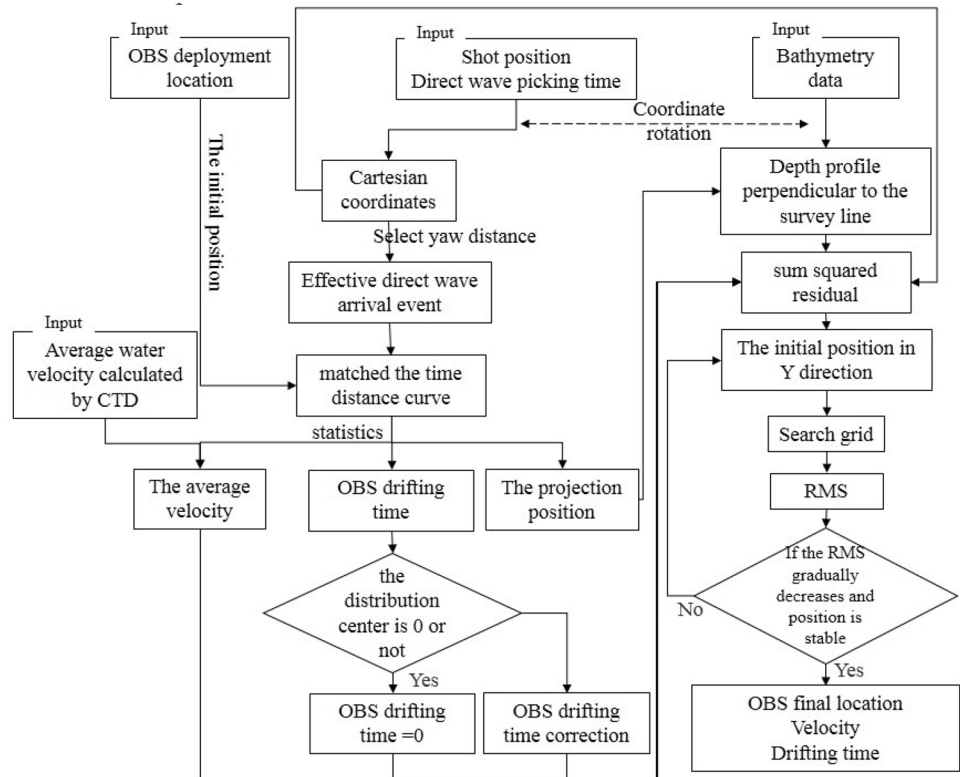 Input
OBS deployment
location
Input
Shot position
Direct wave picking time
Input
Bathymetry
data
Coordinate
rotation
The initial position
Cartesian
coordinates
Depth profile
perpendicular to the
survey line
Select yaw distance
Effective direct wave
arrival event
sum squared
residual
Input
Average water
velocity calculated
by CTD
matched the time
distance curve
The initial position in
Y direction
statistics
Search grid
The average
velocity
OBS drifting
time
The projection
position
RMS
the
distribution
center is 0 or
not
If the RMS
gradually
decreases and
position is
stable
No
Yes
Yes
OBS drifting
time =0
OBS drifting
time correction
OBS final location
Velocity
Drifting time